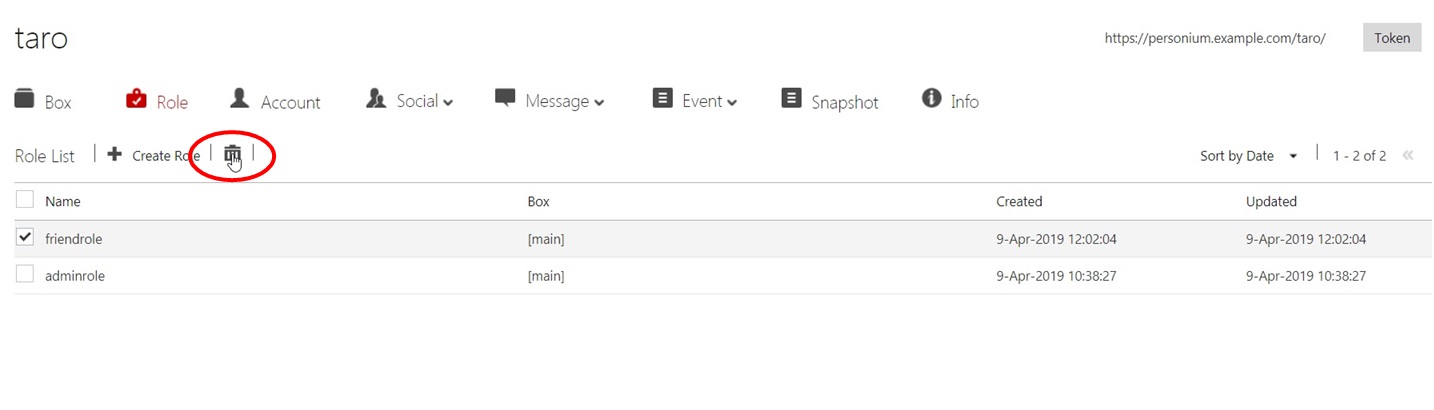 taro
https://personium.example.com/taro/ Token
Box Role Account Social Message Event Snapshot Info
Role List Create Role Sort by Date 1 - 2 of 2 «
Name Box Created Updated
friendrole [main] 9-Apr-2019 12:02:04 9-Apr-2019 12:02:04
adminrole [main] 9-Apr-2019 10:38:27 9-Apr-2019 10:38:27